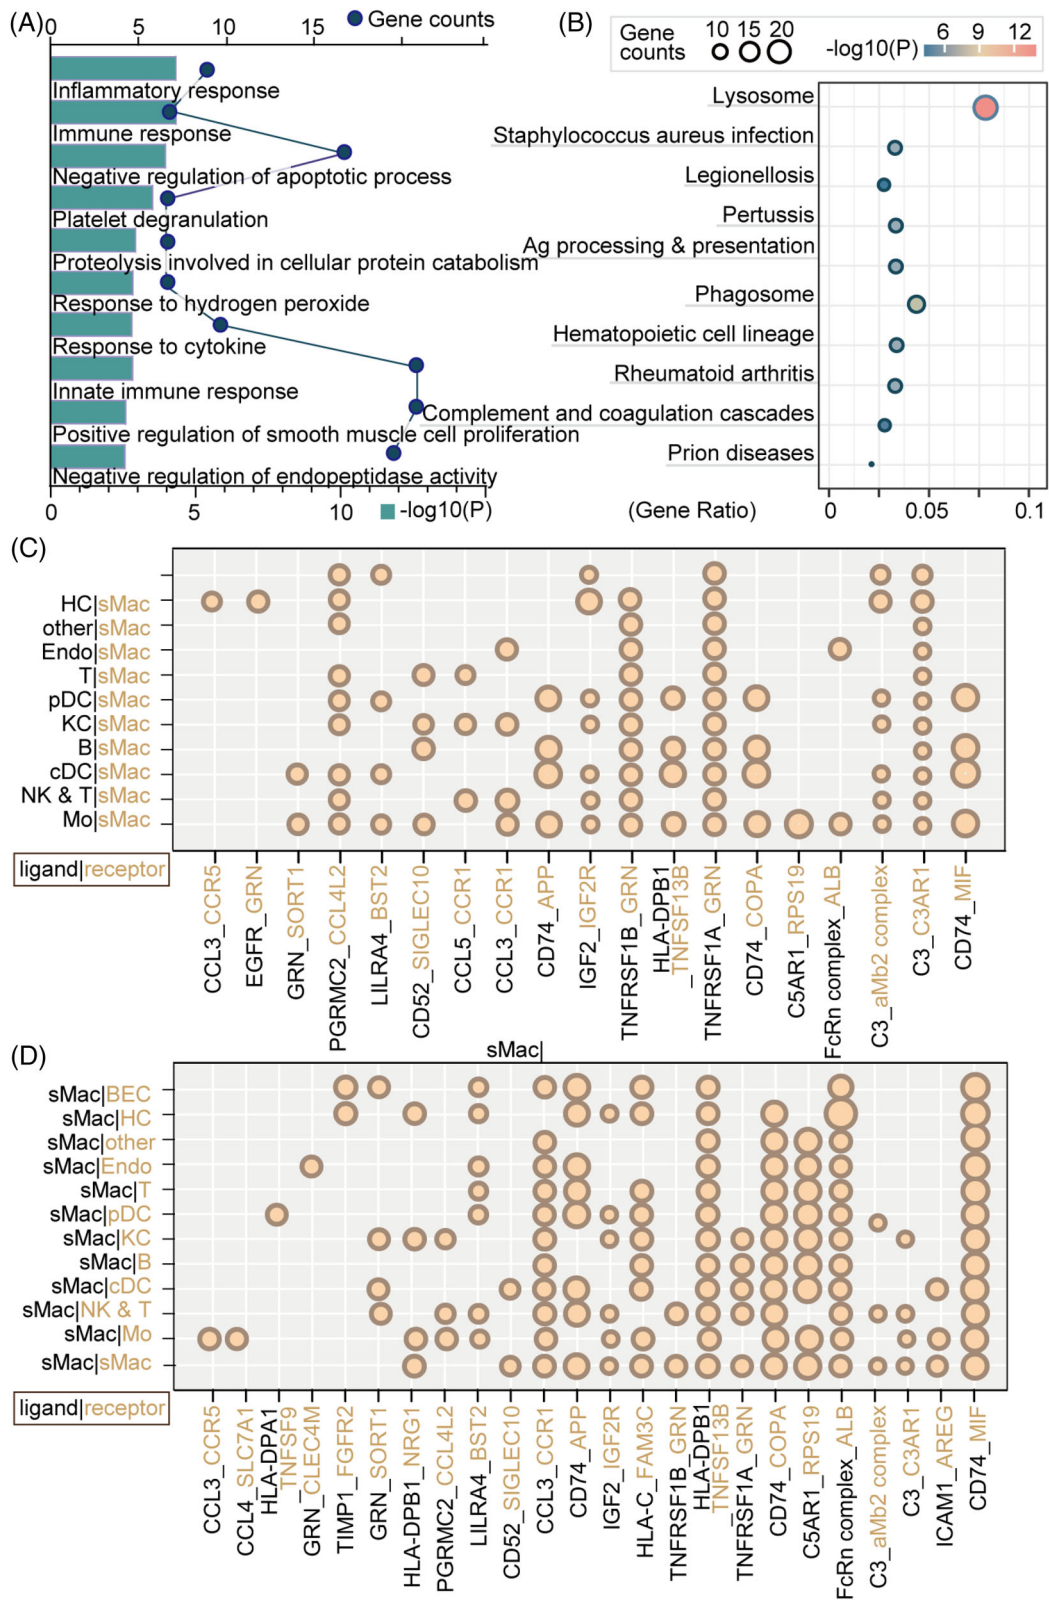 (A)
Gene counts
0 5 10 15
Inflammatory response
Immune response
Negative regulation of apoptotic process
Platelet degranulation
Proteolysis involved in cellular protein catabolism
Response to hydrogen peroxide
Response to cytokine
Innate immune response
Positive regulation of smooth muscle cell proliferation
Negative regulation of endopeptidase activity
0 5 10
-log10(P)
(B)
Gene
counts
10 15 20
-log10(P)
6 9 12
Lysosome
Staphylococcus aureus infection
Legionellosis
Pertussis
Ag processing & presentation
Phagosome
Hematopoietic cell lineage
Rheumatoid arthritis
Complement and coagulation cascades
Prion diseases
(Gene Ratio)
0 0.05 0.1
(C)
HC|sMac
other|sMac
Endo|sMac
T|sMac
pDC|sMac
KC|sMac
B|sMac
cDC|sMac
NK & T|sMac
Mo|sMac
ligand|receptor
CCL3_CCR5
EGFR_GRN
GRN_SORT1
PGRMC2_CCL4L2
LILRA4_BST2
CD52_SIGLEC10
CCL5_CCR1
CCL3_CCR1
CD74_APP
IGF2_IGF2R
TNFRSF1B_GRN
HLA-DPB1
_TNFSF13B
TNFRSF1A_GRN
CD74_COPA
C5AR1_RPS19
FcRn complex_ALB
C3_aMb2 complex
C3_C3AR1
CD74_MIF
(D)
sMac|
sMac|BEC
sMac|HC
sMac|other
sMac|Endo
sMac|T
sMac|pDC
sMac|KC
sMac|B
sMac|cDC
sMac|NK & T
sMac|Mo
sMac|sMac
ligand|receptor
CCL3_CCR5
CCL4_SLC7A1
HLA-DPA1
TNFSF9
GRN_CLEC4M
TIMP1_FGFR2
GRN_SORT1
HLA-DPB1_NRG1
PGRMC2_CCL4L2
LILRA4_BST2
CD52_SIGLEC10
CCL3_CCR1
CD74_APP
IGF2_IGF2R
HLA-C_FAM3C
TNFRSF1B_GRN
HLA-DPB1
_TNFSF13B
TNFRSF1A_GRN
CD74_COPA
C5AR1_RPS19
FcRn complex_ALB
C3_aMb2 complex
C3_C3AR1
ICAM1_AREG
CD74_MIF